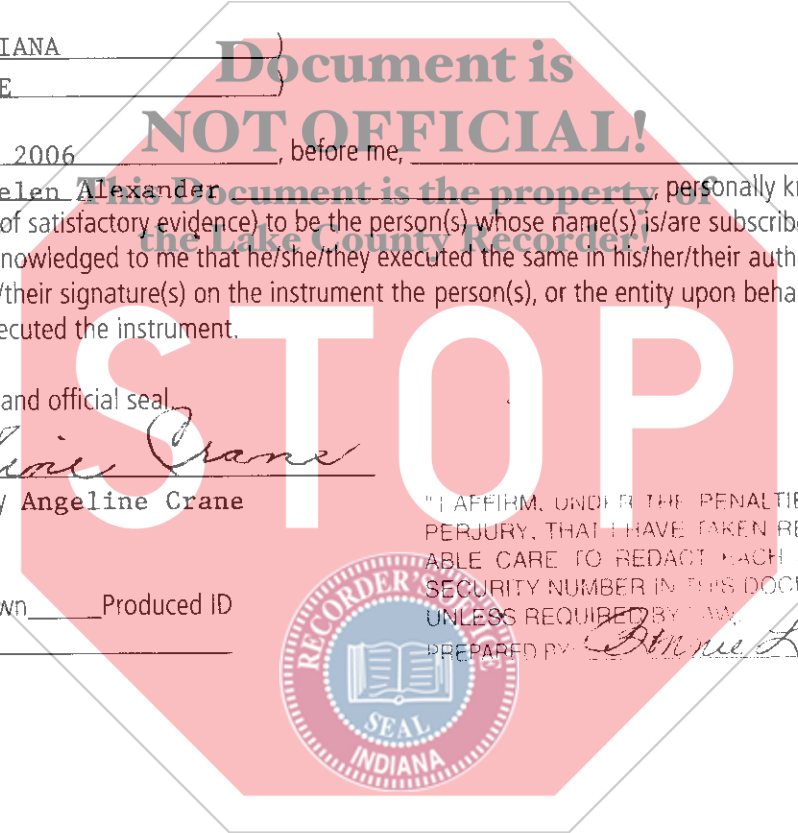 IANA
E
Document is
NOT OFFICIAL!
2006, before me,
elen Alexander, personally k
This Document is the property of
of satisfactory evidence) to be the person(s) whose name(s) is/are subscribe
the Lake County Recorder!
nowledged to me that he/she/they executed the same in his/her/their auth
/their signature(s) on the instrument the person(s), or the entity upon beha
ecuted the instrument.
STOP
and official seal.
line Crane
y Angeline Crane
"I AFFIRM, UNDER THE PENALTIE
PERJURY, THAT I HAVE TAKEN RE
ABLE CARE TO REDACT EACH
SECURITY NUMBER IN THIS DOC
UNLESS REQUIRED BY LAW.
PREPARED BY: Bonnie L
wn Produced ID
RECORDER'S OFFICE
SEAL
INDIANA